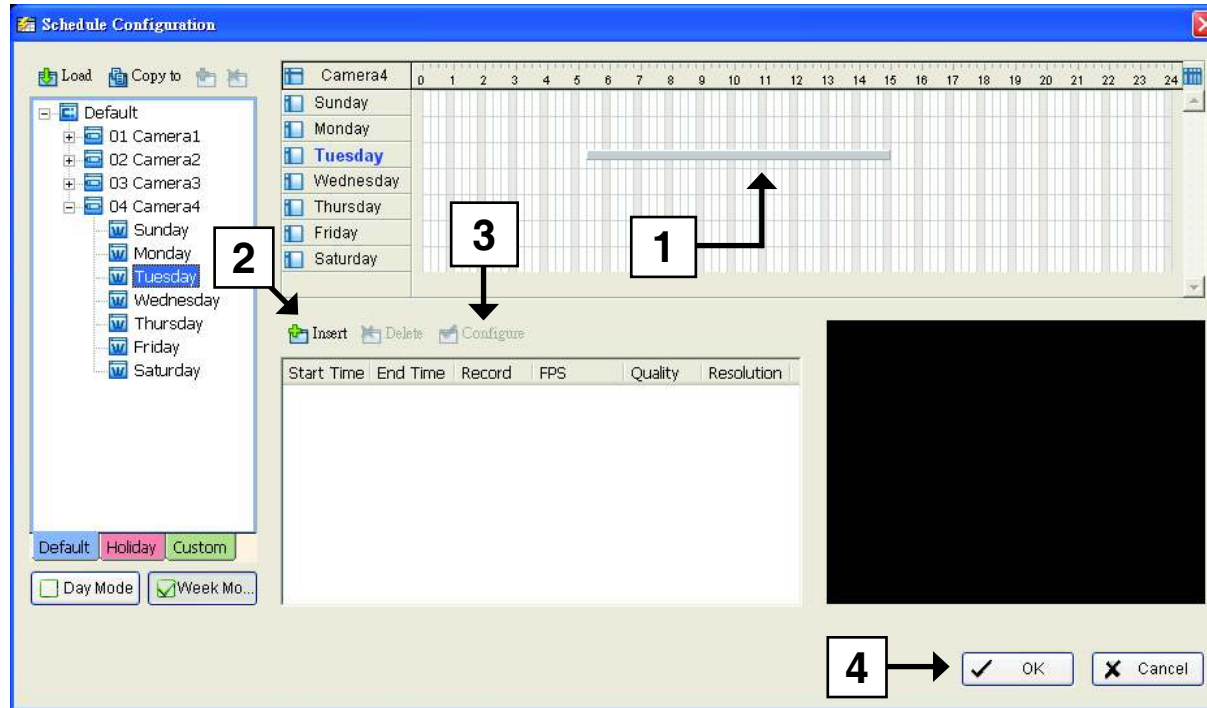 Schedule Configuration
Load Copy to
Default
01 Camera1
02 Camera2
03 Camera3
04 Camera4
Sunday
Monday
Tuesday
Wednesday
Thursday
Friday
Saturday
Default Holiday Custom
Day Mode Week Mo...
Camera4 0 1 2 3 4 5 6 7 8 9 10 11 12 13 14 15 16 17 18 19 20 21 22 23 24
Sunday
Monday
Tuesday
Wednesday
Thursday
Friday
Saturday
1
2
3
Insert Delete Configure
Start Time End Time Record FPS Quality Resolution
4
OK Cancel